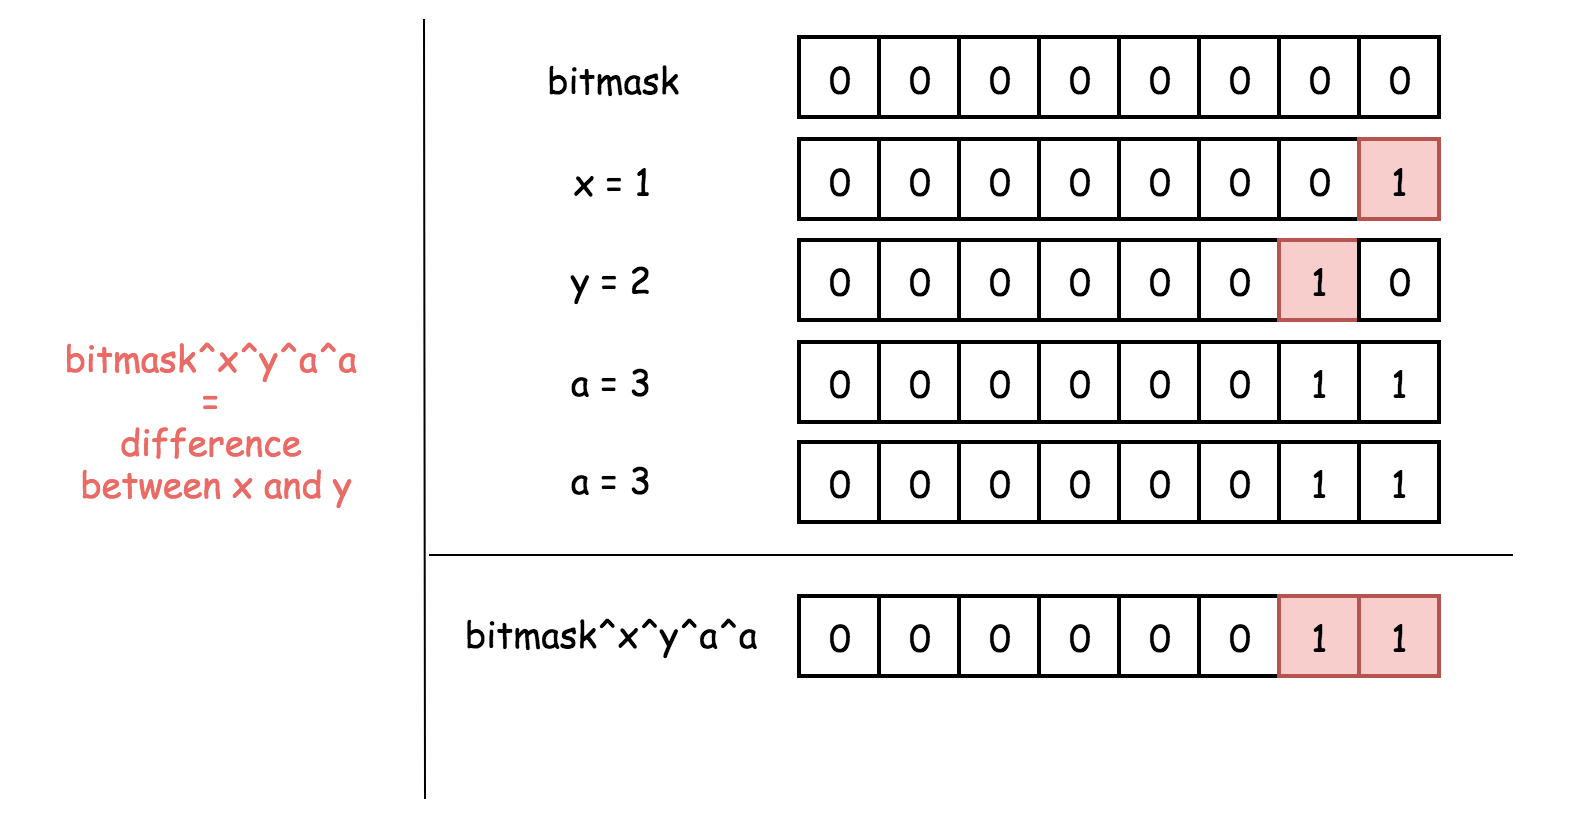 bitmask 0 0 0 0 0 0 0 0
x = 1 0 0 0 0 0 0 0 1
y = 2 0 0 0 0 0 0 1 0
bitmask^x^y^a^a
=
difference
between x and y
a = 3 0 0 0 0 0 0 1 1
a = 3 0 0 0 0 0 0 1 1
bitmask^x^y^a^a 0 0 0 0 0 0 1 1